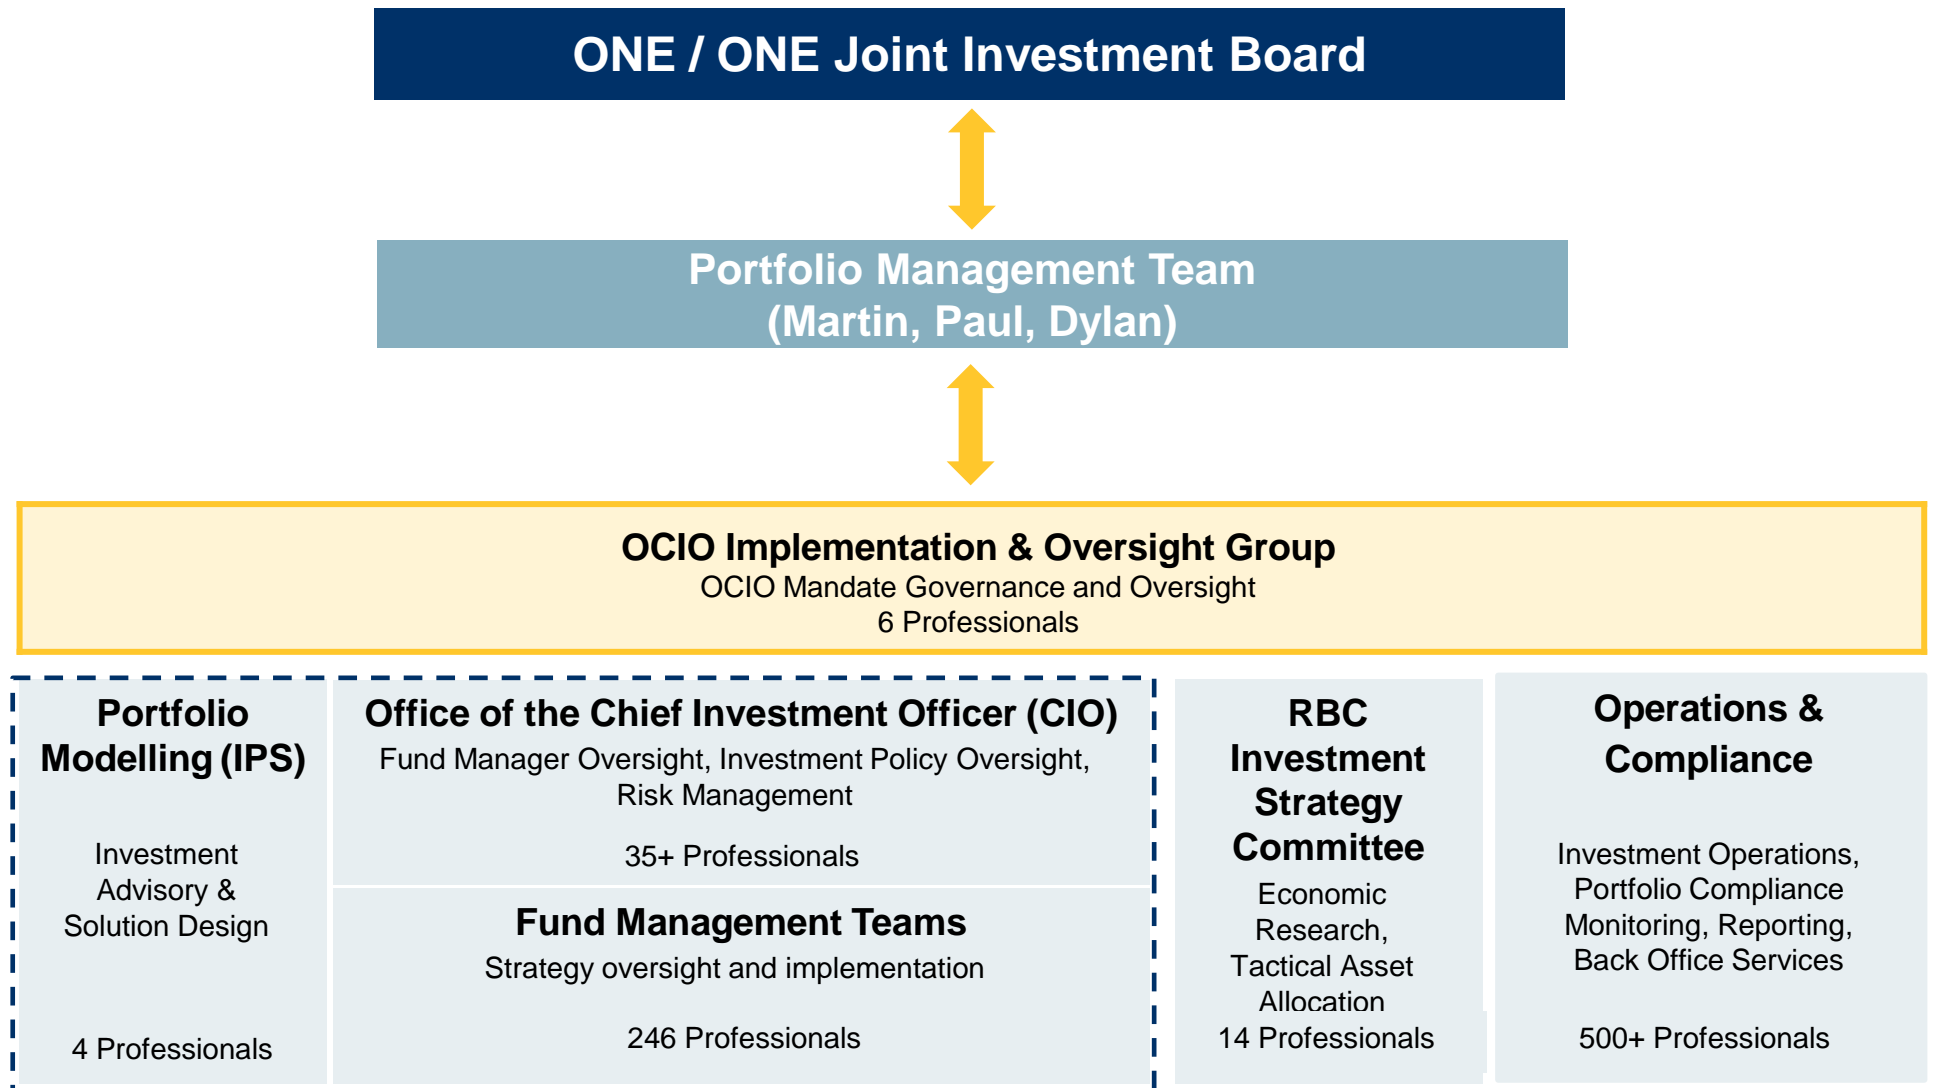 ONE / ONE Joint Investment Board
Portfolio Management Team
(Martin, Paul, Dylan)
OCIO Implementation & Oversight Group
OCIO Mandate Governance and Oversight
6 Professionals
Portfolio
Modelling (IPS)
Investment
Advisory &
Solution Design
4 Professionals
Office of the Chief Investment Officer (CIO)
Fund Manager Oversight, Investment Policy Oversight,
Risk Management
35+ Professionals
Fund Management Teams
Strategy oversight and implementation
246 Professionals
RBC
Investment
Strategy
Committee
Economic
Research,
Tactical Asset
Allocation
14 Professionals
Operations &
Compliance
Investment Operations,
Portfolio Compliance
Monitoring, Reporting,
Back Office Services
500+ Professionals